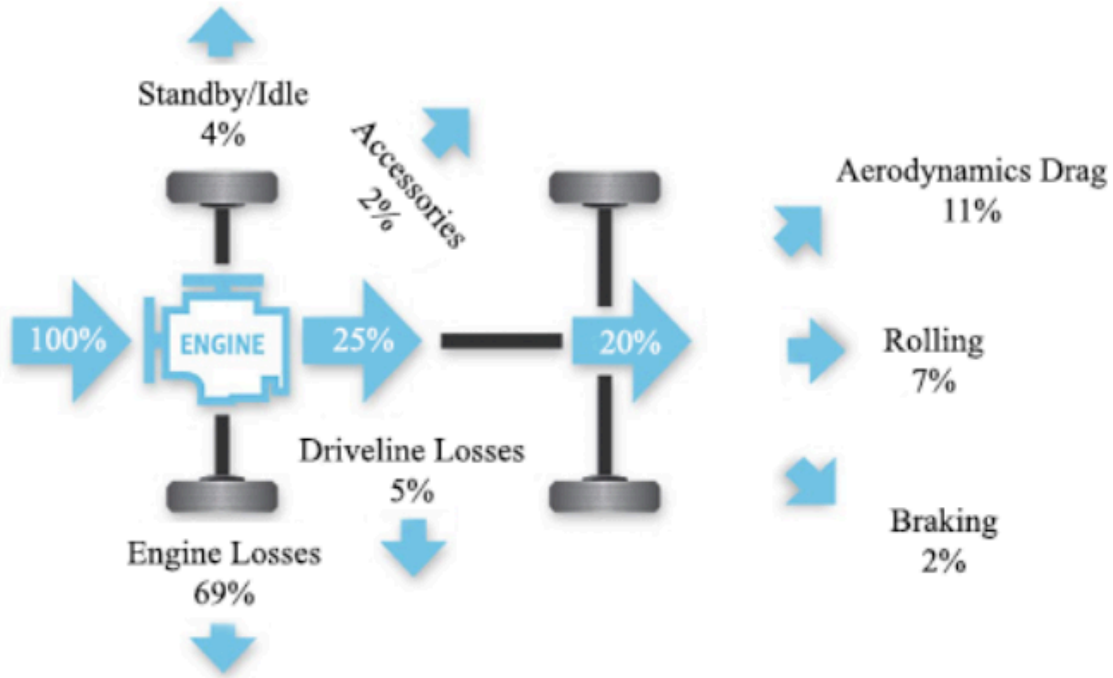 Standby/Idle
4%
Accessories
2%
Aerodynamics Drag
11%
100%
ENGINE
25%
20%
Rolling
7%
Driveline Losses
5%
Braking
2%
Engine Losses
69%